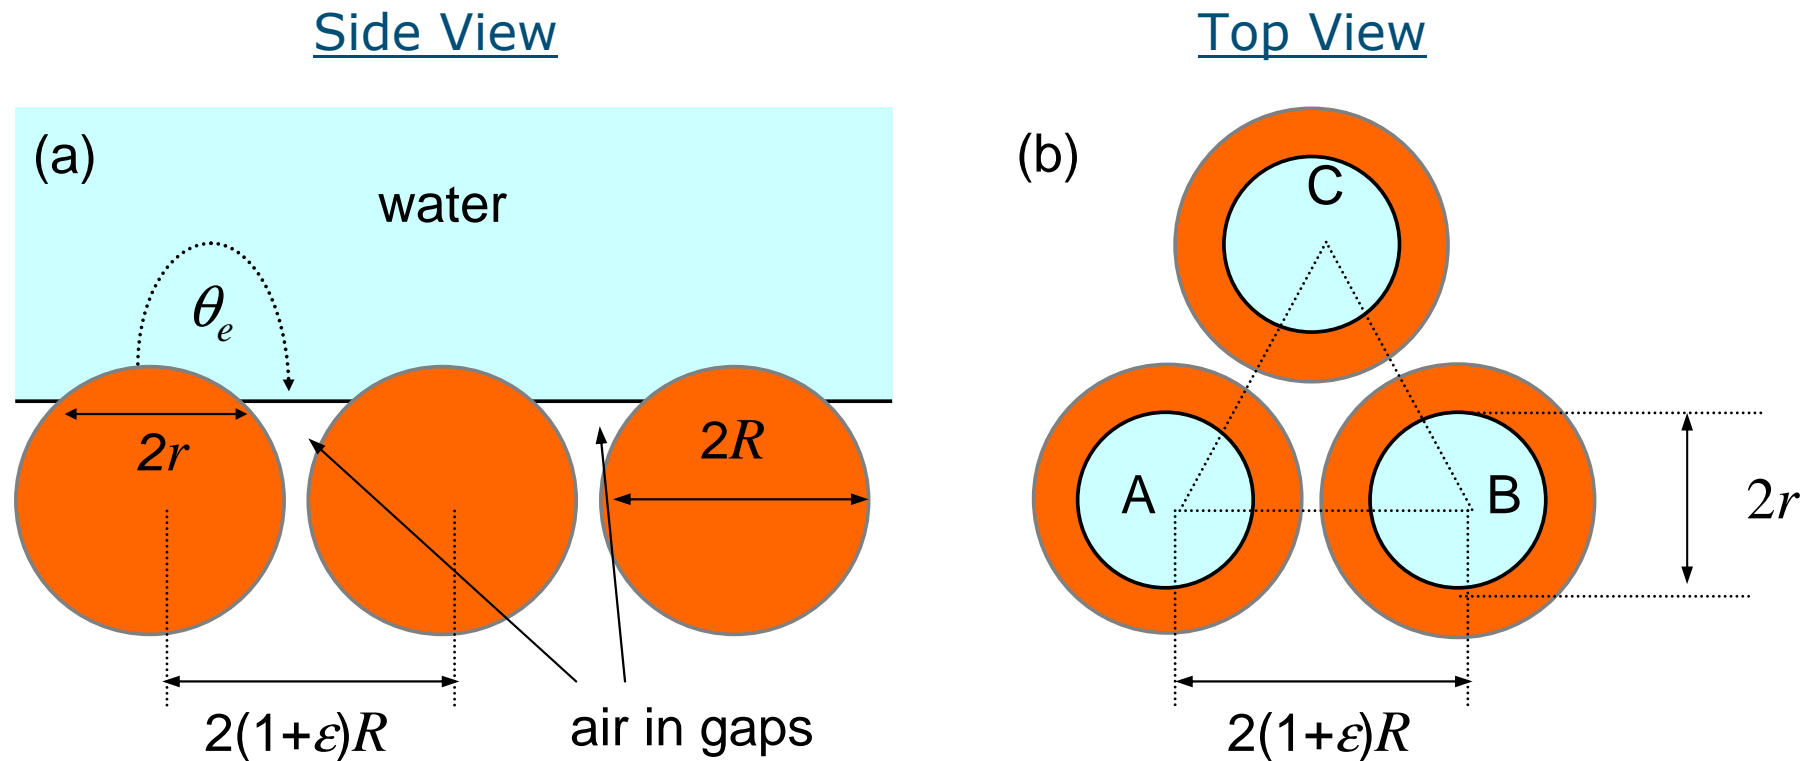 Side View
Top View
(a)
water
θe
2r
2R
2(1+ε)R
air in gaps
(b)
C
A
B
2r
2(1+ε)R